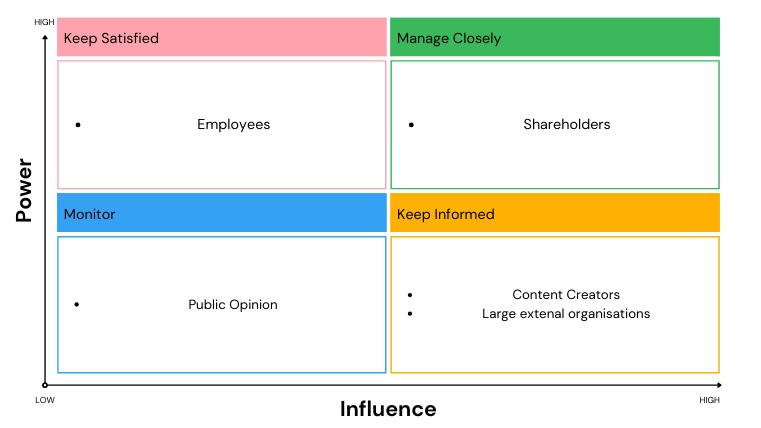 HIGH
Keep Satisfied
Manage Closely
• Employees
• Shareholders
Power
Monitor
Keep Informed
• Public Opinion
• Content Creators
• Large extenal organisations
LOW
Influence
HIGH